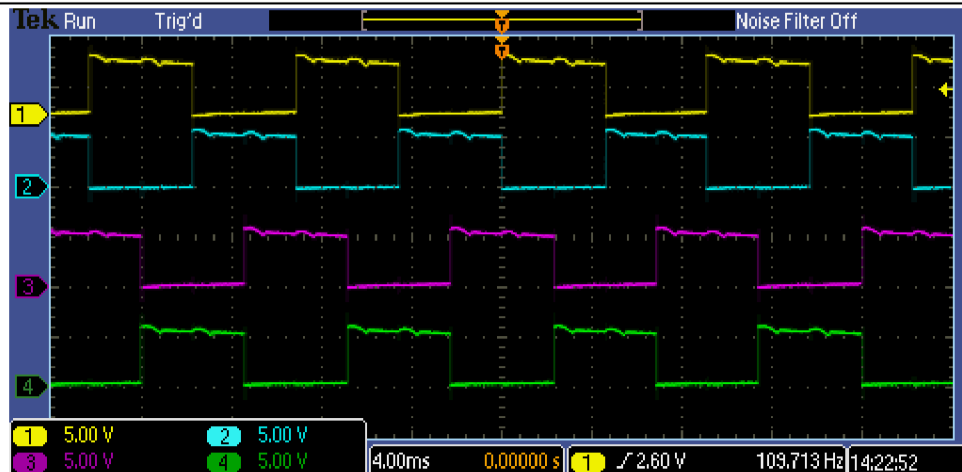 Tek Run Trig'd Noise Filter Off
T
T
1
2
3
4
1 5.00 V 2 5.00 V
3 5.00 V 4 5.00 V
4.00ms 0.00000 s 1 2.60 V 109.713 Hz 14:22:52